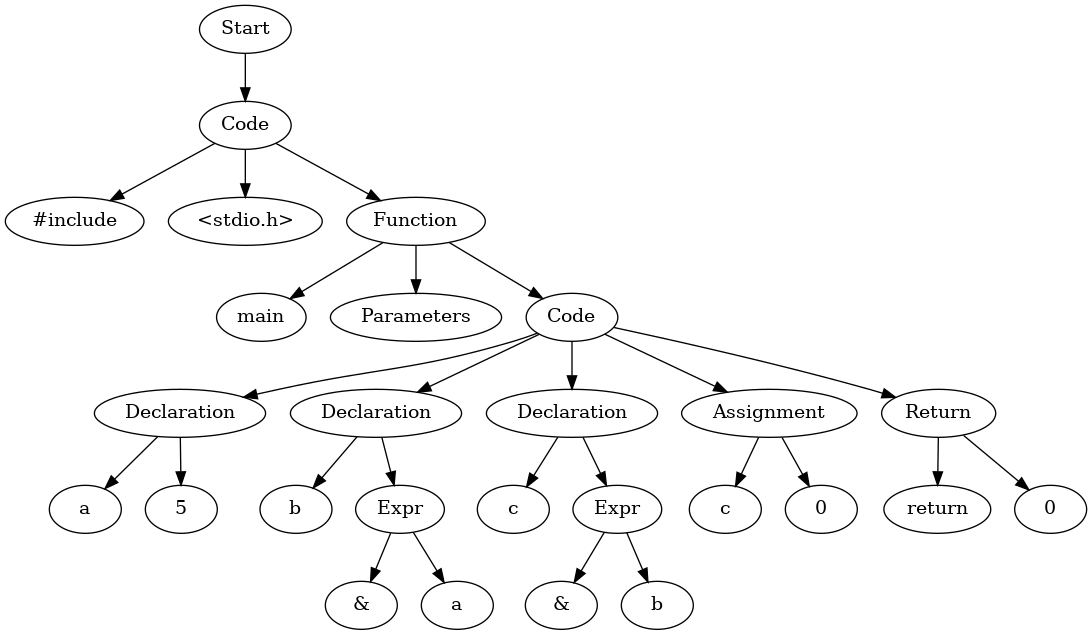 Start
Code
#include <stdio.h> Function
main Parameters Code
Declaration Declaration Declaration Assignment Return
a 5 b Expr c Expr c 0 return 0
& a & b